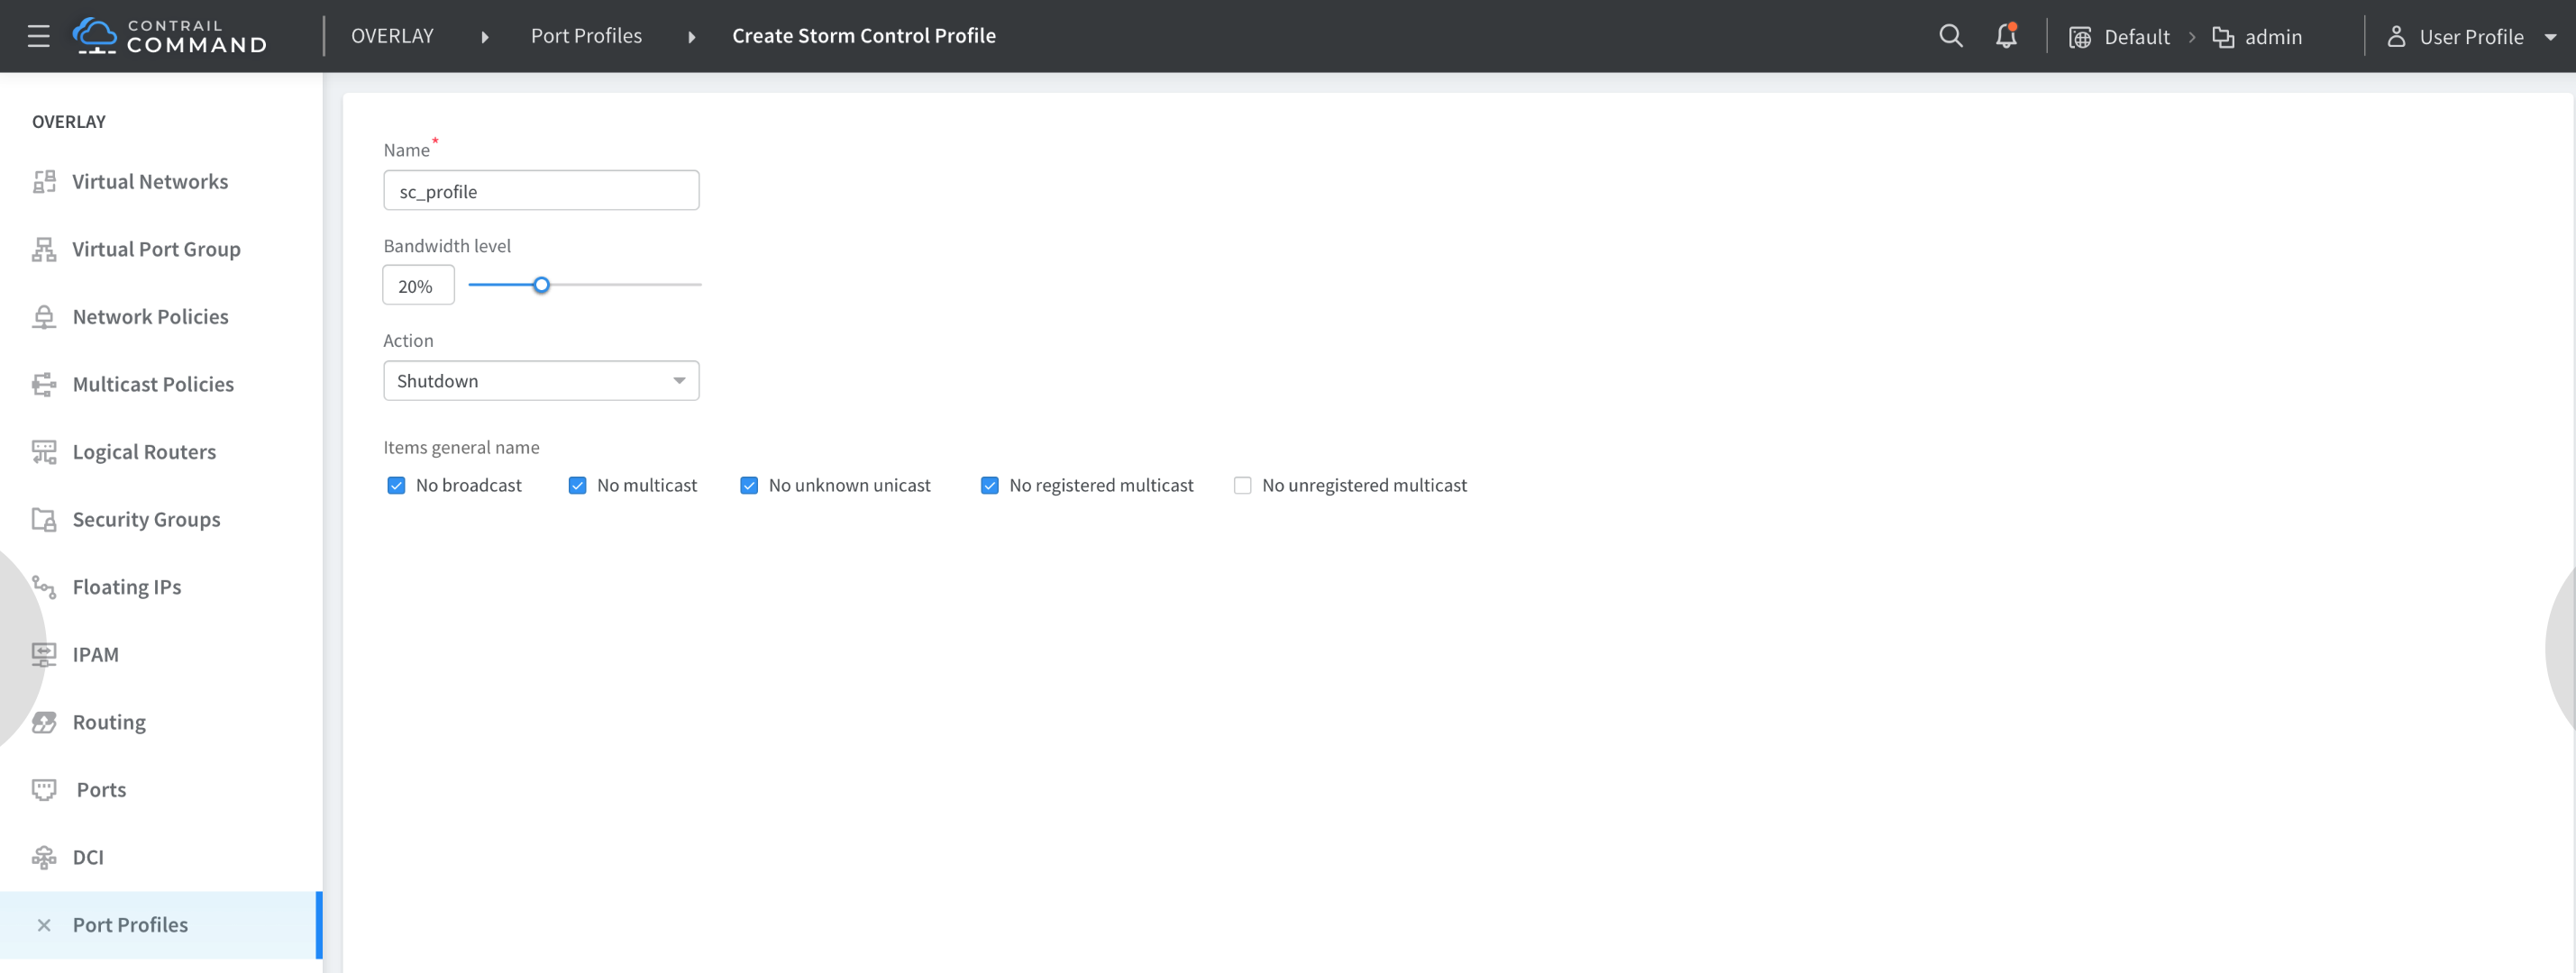 CONTRAIL
COMMAND
OVERLAY
Port Profiles
Create Storm Control Profile
Default
admin
User Profile
OVERLAY
Virtual Networks
Virtual Port Group
Network Policies
Multicast Policies
Logical Routers
Security Groups
Floating IPs
IPAM
Routing
Ports
DCI
Port Profiles
Name*
sc_profile
Bandwidth level
20%
Action
Shutdown
Items general name
No broadcast No multicast No unknown unicast No registered multicast No unregistered multicast